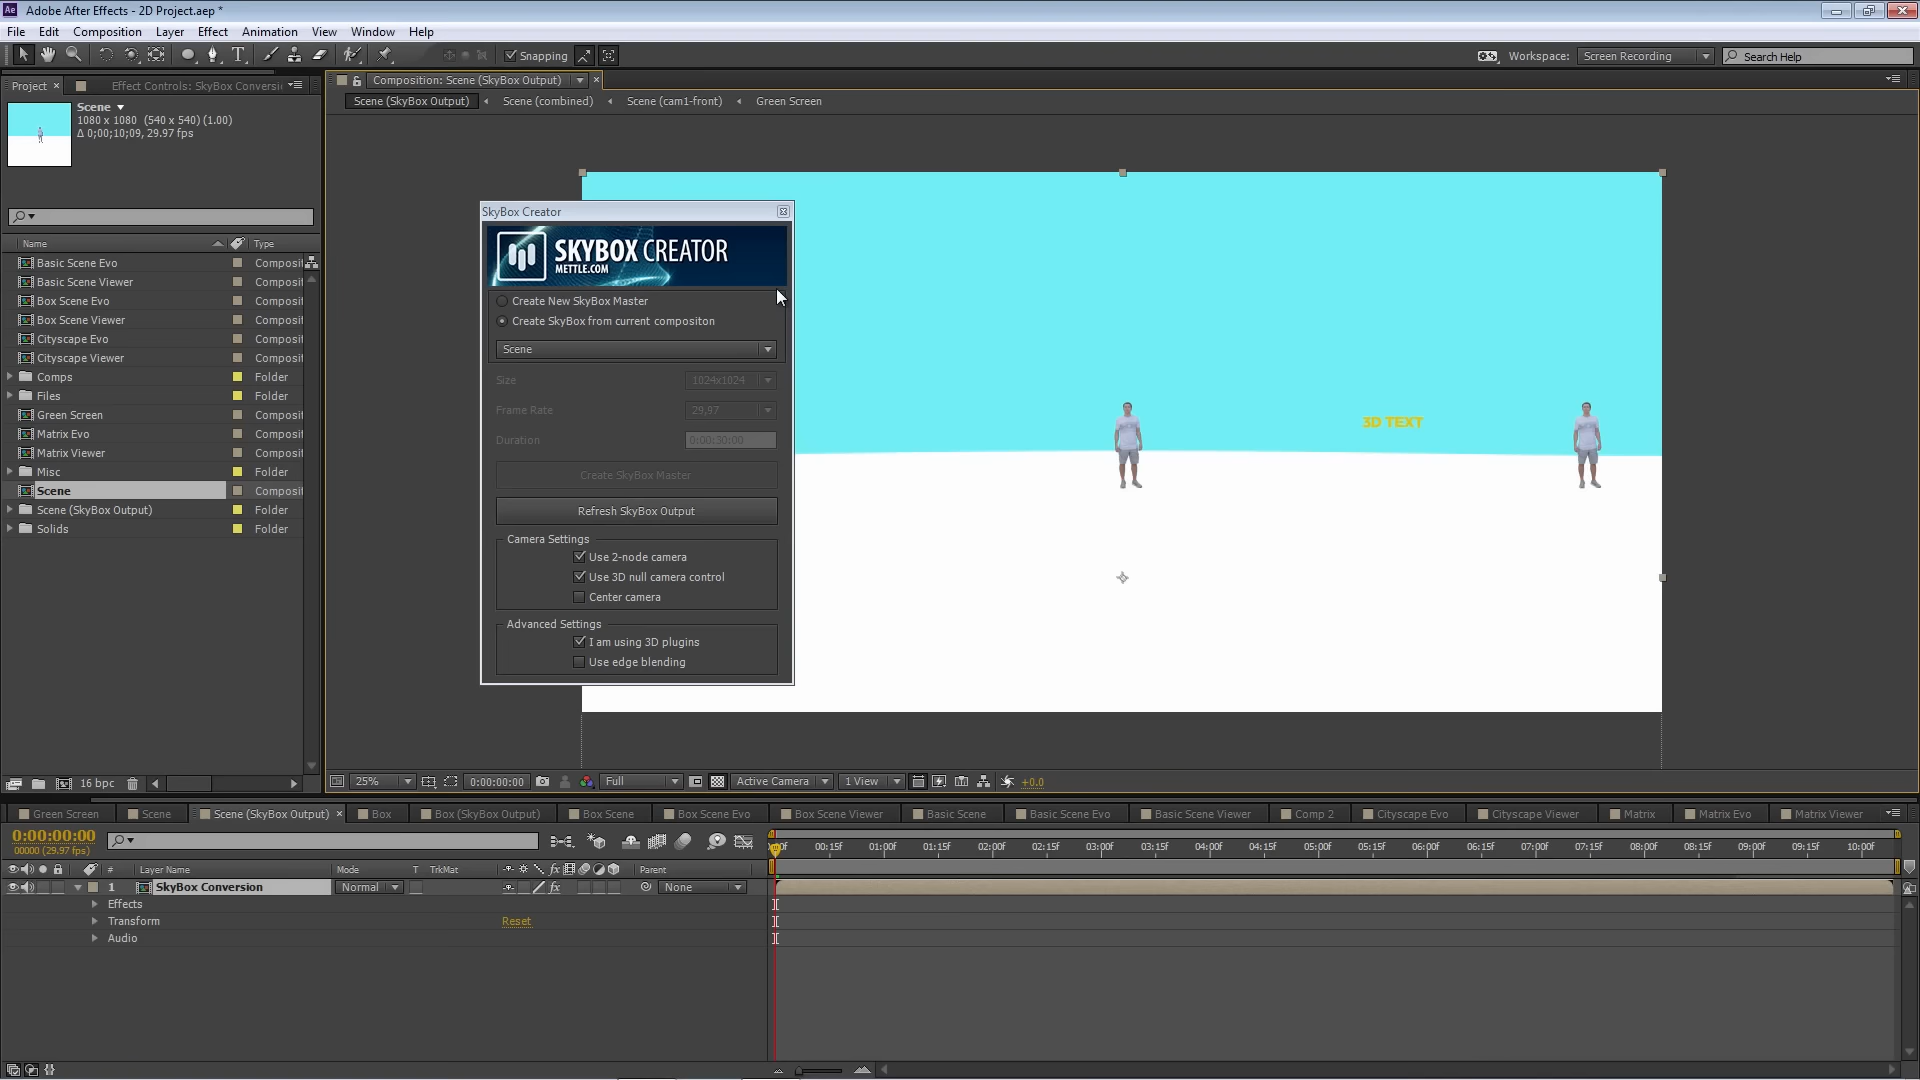 Ae Adobe After Effects - 2D Project.aep *
File Edit Composition Layer Effect Animation View Window Help
Snapping
Workspace: Screen Recording
Search Help
Project × Effect Controls: SkyBox Conversi
Composition: Scene (SkyBox Output) ×
Scene (SkyBox Output) Scene (combined) Scene (cam1-front) Green Screen
Scene
1080 x 1080 (540 x 540) (1.00)
Δ 0;00;10;09, 29.97 fps
Name Type
Basic Scene Evo Composit
Basic Scene Viewer Composit
Box Scene Evo Composit
Box Scene Viewer Composit
Cityscape Evo Composit
Cityscape Viewer Composit
Comps Folder
Files Folder
Green Screen Composit
Matrix Evo Composit
Matrix Viewer Composit
Misc Folder
Scene Composit
Scene (SkyBox Output) Folder
Solids Folder
16 bpc
SkyBox Creator
SKYBOX CREATOR
METTLE.COM
Create New SkyBox Master
Create SkyBox from current compositon
Scene
Size 1024x1024
Frame Rate 29,97
Duration 0:00:30:00
Create SkyBox Master
Refresh SkyBox Output
Camera Settings
Use 2-node camera
Use 3D null camera control
Center camera
Advanced Settings
I am using 3D plugins
Use edge blending
3D TEXT
25% 0:00:00:00 Full Active Camera 1 View +0.0
Green Screen Scene Scene (SkyBox Output) × Box Box (SkyBox Output) Box Scene Box Scene Evo Box Scene Viewer Basic Scene Basic Scene Evo Basic Scene Viewer Comp 2 Cityscape Evo Cityscape Viewer Matrix Matrix Evo Matrix Viewer
0:00:00:00
00000 (29.97 fps)
00:15f 01:00f 01:15f 02:00f 02:15f 03:00f 03:15f 04:00f 04:15f 05:00f 05:15f 06:00f 06:15f 07:00f 07:15f 08:00f 08:15f 09:00f 09:15f 10:00f
# Layer Name Mode T TrkMat fx Parent
1 SkyBox Conversion Normal fx None
Effects
Transform Reset
Audio